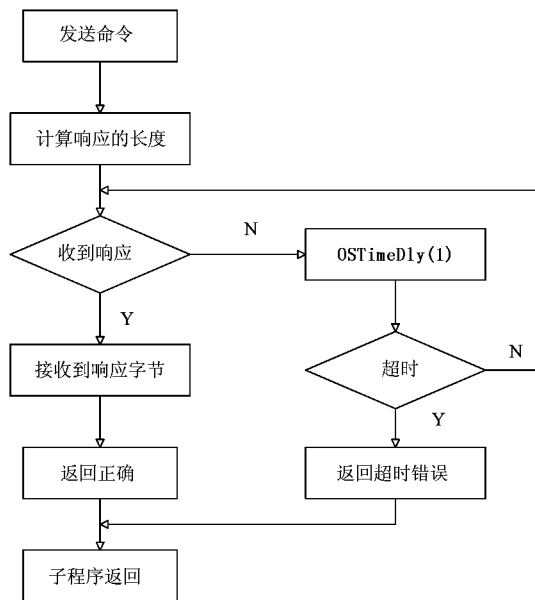 发送命令
计算响应的长度
收到响应
N
OSTimeDly(1)
Y
接收到响应字节
超时
N
Y
返回正确
返回超时错误
子程序返回